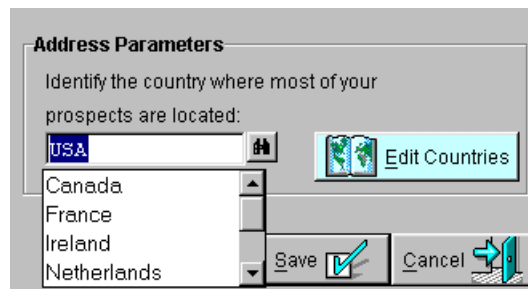 Address Parameters
Identify the country where most of your
prospects are located:
USA
Edit Countries
Canada
France
Ireland
Netherlands
Save
Cancel